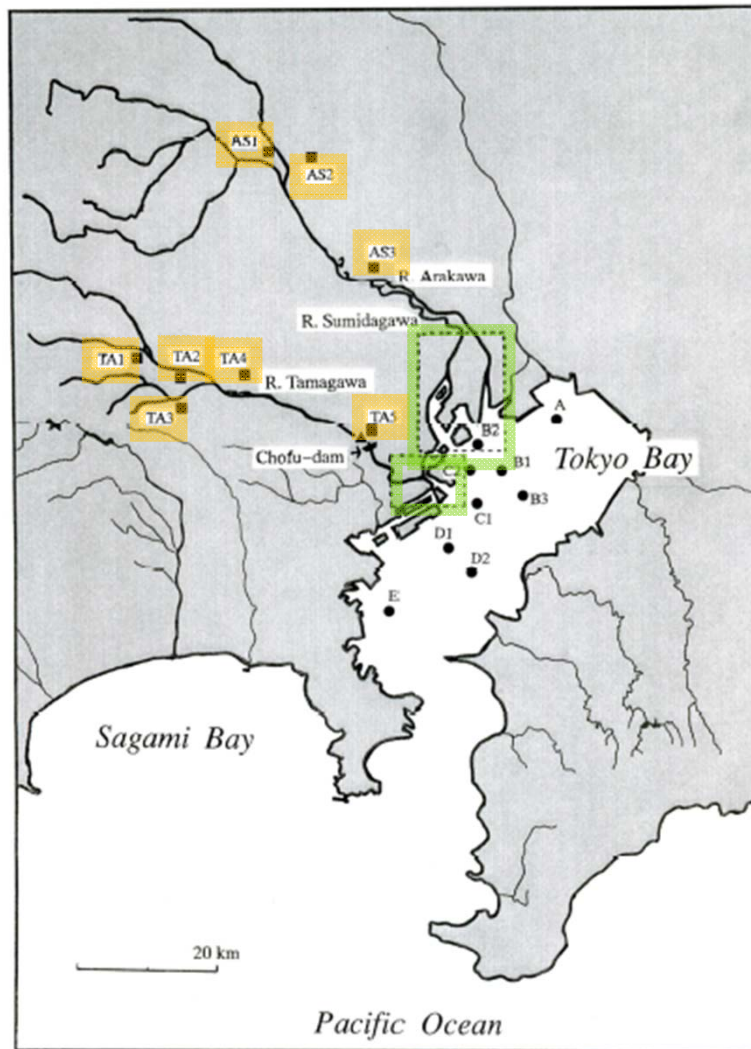 AS1
AS2
AS3
R. Arakawa
R. Sumidagawa
TA1
TA2
TA4
R. Tamagawa
TA3
TA5
Chofu-dam
A
B2
Tokyo Bay
B1
B3
C1
D1
D2
E
Sagami Bay
20 km
Pacific Ocean